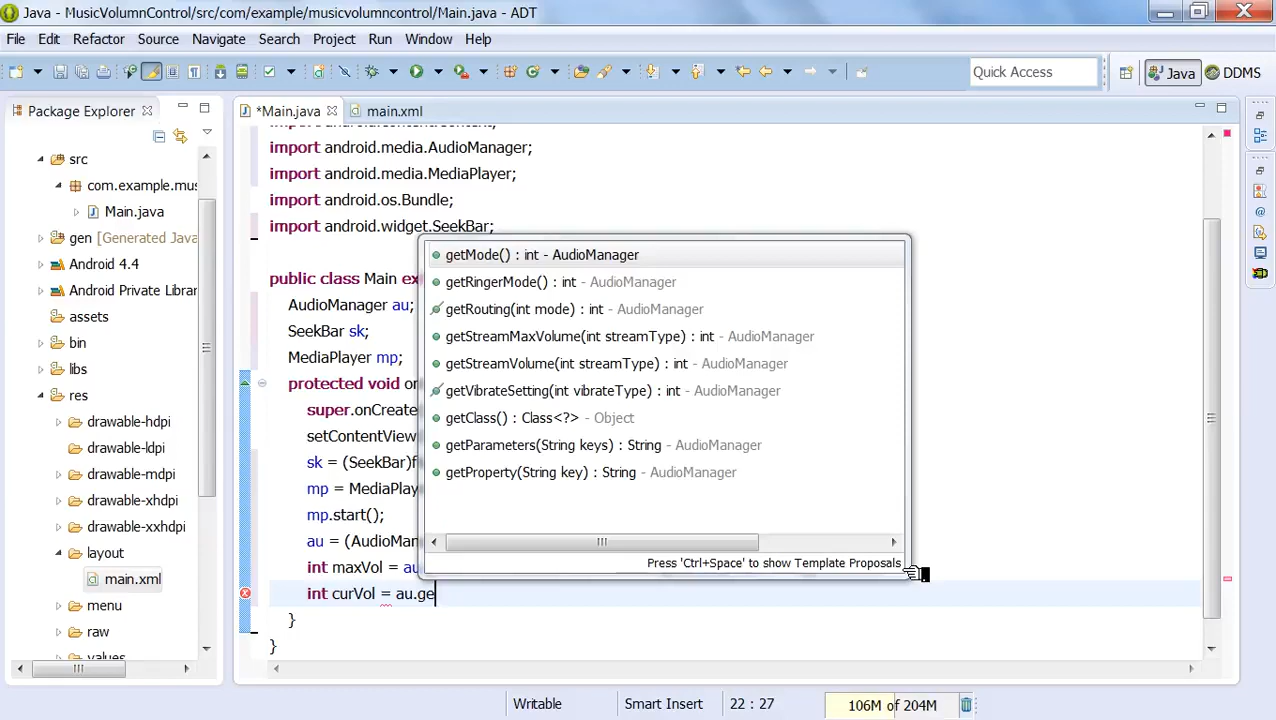 Java - MusicVolumnControl/src/com/example/musicvolumncontrol/Main.java - ADT
File Edit Refactor Source Navigate Search Project Run Window Help
Quick Access
Java
DDMS
Package Explorer
*Main.java
main.xml
src
com.example.mus
Main.java
gen [Generated Java
Android 4.4
Android Private Librar
assets
bin
libs
res
drawable-hdpi
drawable-ldpi
drawable-mdpi
drawable-xhdpi
drawable-xxhdpi
layout
main.xml
menu
raw
values
import android.media.AudioManager;
import android.media.MediaPlayer;
import android.os.Bundle;
import android.widget.SeekBar;
public class Main ex
AudioManager au;
SeekBar sk;
MediaPlayer mp;
protected void on
super.onCreate
setContentView
sk = (SeekBar)f
mp = MediaPlay
mp.start();
au = (AudioMan
int maxVol = au
int curVol = au.ge
}
}
getMode() : int - AudioManager
getRingerMode() : int - AudioManager
getRouting(int mode) : int - AudioManager
getStreamMaxVolume(int streamType) : int - AudioManager
getStreamVolume(int streamType) : int - AudioManager
getVibrateSetting(int vibrateType) : int - AudioManager
getClass() : Class<?> - Object
getParameters(String keys) : String - AudioManager
getProperty(String key) : String - AudioManager
Press 'Ctrl+Space' to show Template Proposals
Writable
Smart Insert
22 : 27
106M of 204M